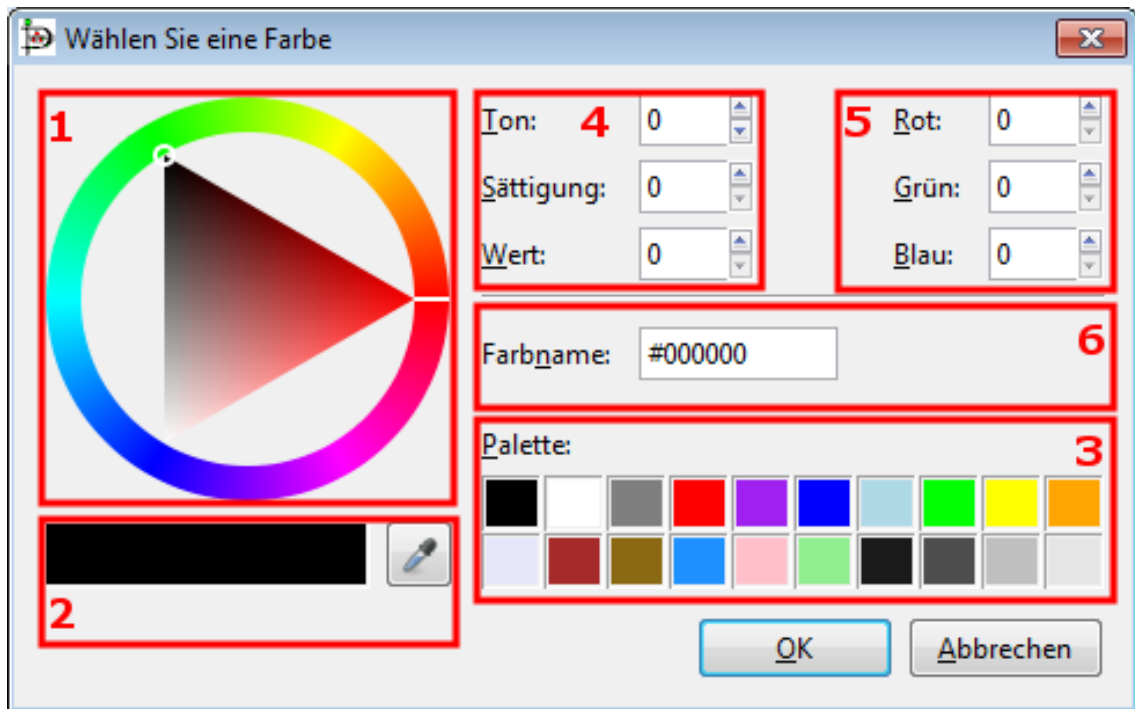 Wählen Sie eine Farbe
1
Ton: 4 0
5 Rot: 0
Sättigung: 0
Grün: 0
Wert: 0
Blau: 0
6
Farbname: #000000
Palette:
3
2
OK
Abbrechen